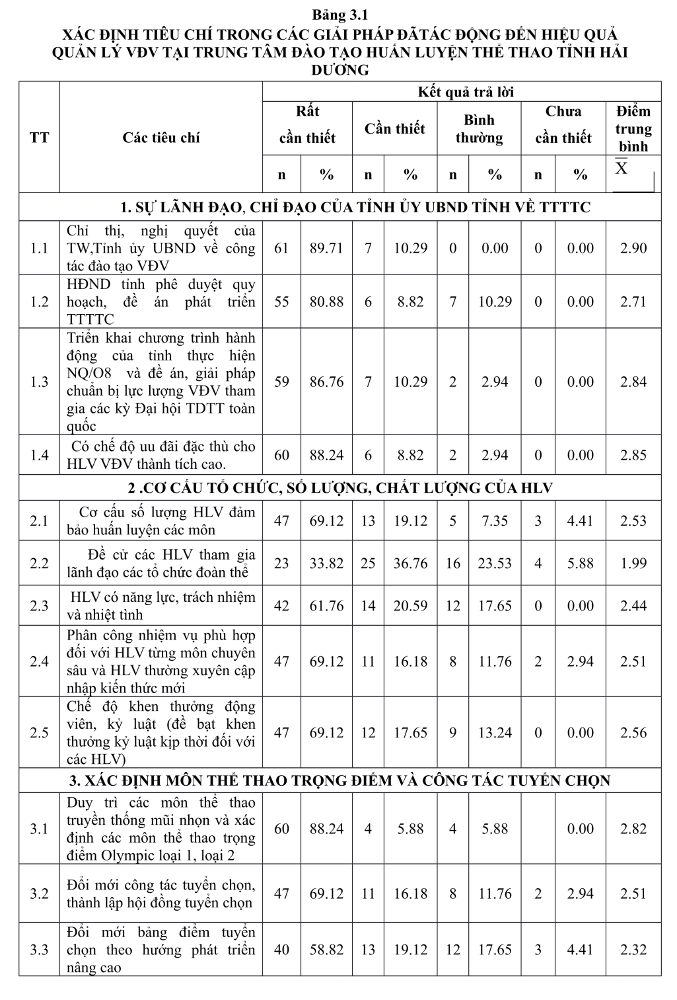 Bảng 3.1
XÁC ĐỊNH TIÊU CHÍ TRONG CÁC GIẢI PHÁP ĐÃTÁC ĐỘNG ĐẾN HIỆU QUẢ
QUẢN LÝ VĐV TẠI TRUNG TÂM ĐÀO TẠO HUẤN LUYỆN THỂ THAO TỈNH HẢI
DƯƠNG
TT
Các tiêu chí
Kết quả trả lời
Rất
cần thiết
Cần thiết
Bình
thường
Chưa
cần thiết
Điểm
trung
bình
n % n % n % n % X̅
1. SỰ LÃNH ĐẠO, CHỈ ĐẠO CỦA TỈNH ỦY UBND TỈNH VỀ TTTTC
Chỉ thị, nghị quyết của
1.1 TW,Tỉnh ủy UBND về công 61 89.71 7 10.29 0 0.00 0 0.00 2.90
tác đào tạo VĐV
HĐND tỉnh phê duyệt quy
1.2 hoạch, đề án phát triển 55 80.88 6 8.82 7 10.29 0 0.00 2.71
TTTTC
Triển khai chương trình hành
động của tỉnh thực hiện
NQ/O8 và đề án, giải pháp
1.3 chuẩn bị lực lượng VĐV tham 59 86.76 7 10.29 2 2.94 0 0.00 2.84
gia các kỳ Đại hội TDTT toàn
quốc
Có chế độ uu đãi đặc thù cho
1.4 HLV VĐV thành tích cao. 60 88.24 6 8.82 2 2.94 0 0.00 2.85
2 .CƠ CẤU TỔ CHỨC, SỐ LƯỢNG, CHẤT LƯỢNG CỦA HLV
Cơ cấu số lượng HLV đảm
2.1 bảo huấn luyện các môn 47 69.12 13 19.12 5 7.35 3 4.41 2.53
Đề cử các HLV tham gia
2.2 lãnh đạo các tổ chức đoàn thể 23 33.82 25 36.76 16 23.53 4 5.88 1.99
HLV có năng lực, trách nhiệm
2.3 và nhiệt tình 42 61.76 14 20.59 12 17.65 0 0.00 2.44
Phân công nhiệm vụ phù hợp
đối với HLV từng môn chuyên
2.4 sâu và HLV thường xuyên cập 47 69.12 11 16.18 8 11.76 2 2.94 2.51
nhập kiến thức mới
Chế độ khen thưởng động
viên, kỷ luật (đề bạt khen
2.5 thưởng kỷ luật kịp thời đối với 47 69.12 12 17.65 9 13.24 0 0.00 2.56
các HLV)
3. XÁC ĐỊNH MÔN THỂ THAO TRỌNG ĐIỂM VÀ CÔNG TÁC TUYỂN CHỌN
Duy trì các môn thể thao
truyền thống mũi nhọn và xác
3.1 định các môn thể thao trọng 60 88.24 4 5.88 4 5.88 0.00 2.82
điểm Olympic loại 1, loại 2
Đổi mới công tác tuyển chọn,
3.2 thành lập hội đồng tuyển chọn 47 69.12 11 16.18 8 11.76 2 2.94 2.51
Đổi mới bảng điểm tuyển
3.3 chọn theo hướng phát triển 40 58.82 13 19.12 12 17.65 3 4.41 2.32
nâng cao